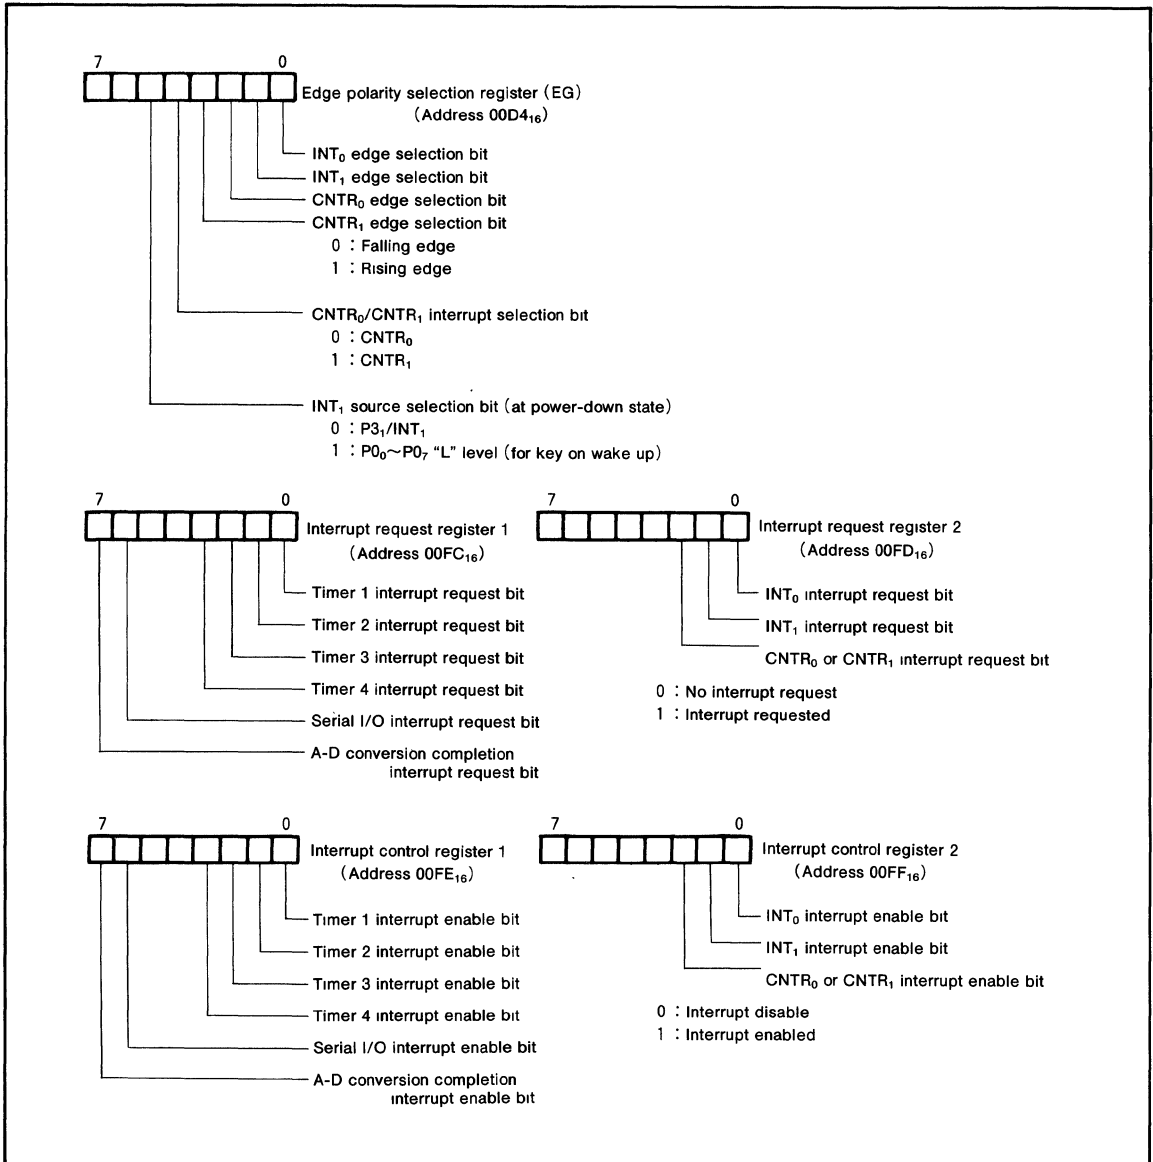 7 0
Edge polarity selection register (EG)
(Address 00D4₁₆)
INT₀ edge selection bit
INT₁ edge selection bit
CNTR₀ edge selection bit
CNTR₁ edge selection bit
0 : Falling edge
1 : Rising edge
CNTR₀/CNTR₁ interrupt selection bit
0 : CNTR₀
1 : CNTR₁
INT₁ source selection bit (at power-down state)
0 : P3₁/INT₁
1 : P0₀~P0₇ “L” level (for key on wake up)
7 0
Interrupt request register 1
(Address 00FC₁₆)
Timer 1 interrupt request bit
Timer 2 interrupt request bit
Timer 3 interrupt request bit
Timer 4 interrupt request bit
Serial I/O interrupt request bit
A-D conversion completion
interrupt request bit
7 0
Interrupt request register 2
(Address 00FD₁₆)
INT₀ interrupt request bit
INT₁ interrupt request bit
CNTR₀ or CNTR₁ interrupt request bit
0 : No interrupt request
1 : Interrupt requested
7 0
Interrupt control register 1
(Address 00FE₁₆)
Timer 1 interrupt enable bit
Timer 2 interrupt enable bit
Timer 3 interrupt enable bit
Timer 4 interrupt enable bit
Serial I/O interrupt enable bit
A-D conversion completion
interrupt enable bit
7 0
Interrupt control register 2
(Address 00FF₁₆)
INT₀ interrupt enable bit
INT₁ interrupt enable bit
CNTR₀ or CNTR₁ interrupt enable bit
0 : Interrupt disable
1 : Interrupt enabled